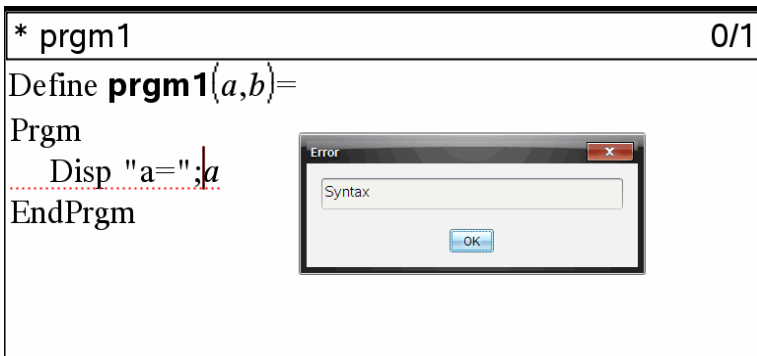 * prgm1 0/1
Define prgm1(a,b)=
Prgm
Disp "a=";a
EndPrgm
Error
x
Syntax
OK